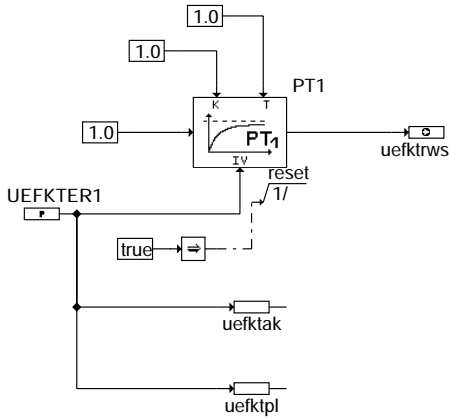 1.0
1.0
PT1
K T
1.0
PT1
IV
uefktrws
reset
1/
UEFKTER1
P
true
uefktak
uefktpl